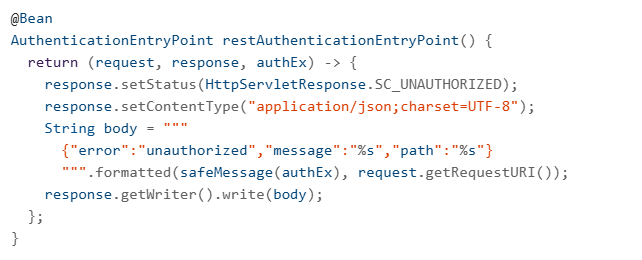 @Bean
AuthenticationEntryPoint restAuthenticationEntryPoint() {
  return (request, response, authEx) -> {
    response.setStatus(HttpServletResponse.SC_UNAUTHORIZED);
    response.setContentType("application/json;charset=UTF-8");
    String body = """
      {"error":"unauthorized","message":"%s","path":"%s"}
      """.formatted(safeMessage(authEx), request.getRequestURI());
    response.getWriter().write(body);
  };
}